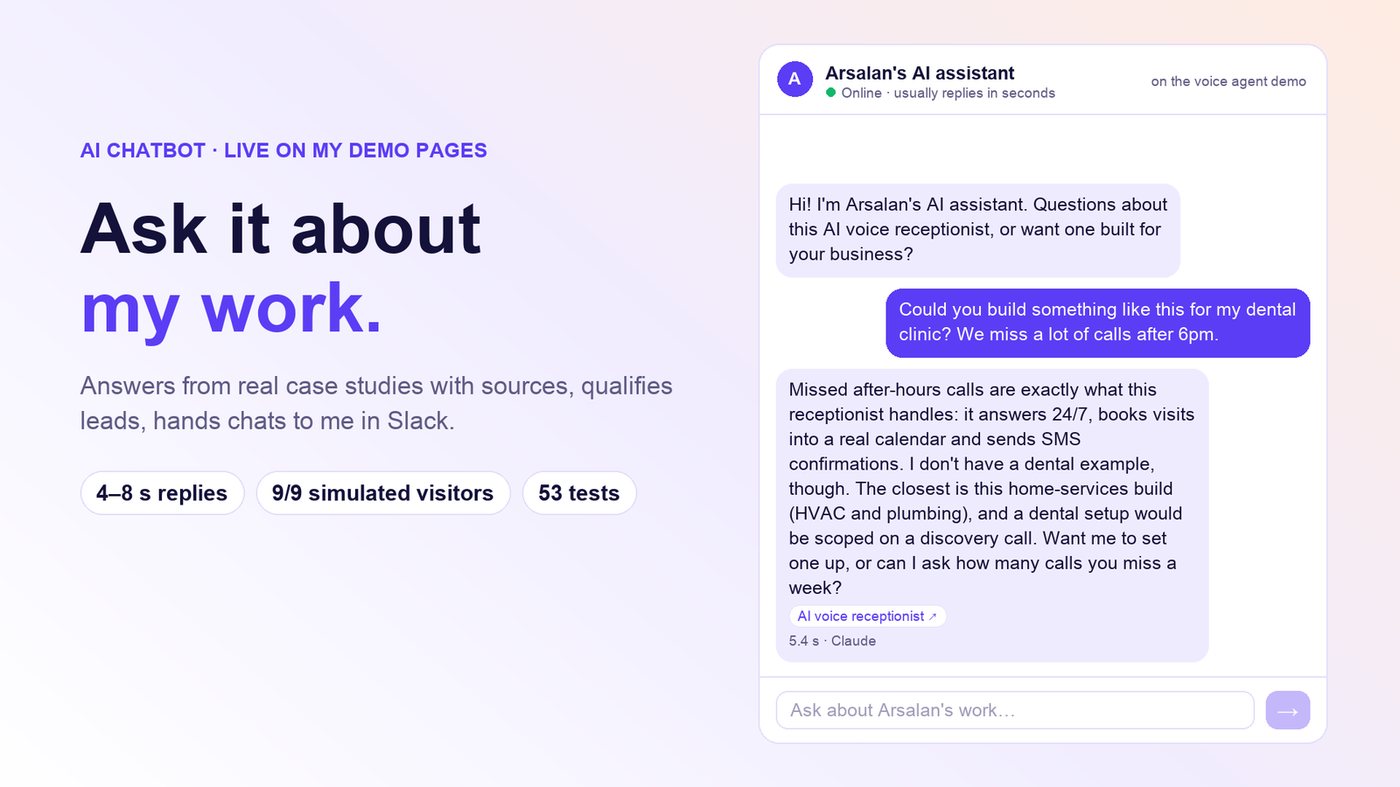 AI CHATBOT · LIVE ON MY DEMO PAGES
Ask it about
my work.
Answers from real case studies with sources, qualifies
leads, hands chats to me in Slack.
4–8 s replies
9/9 simulated visitors
53 tests
A
Arsalan's AI assistant
Online · usually replies in seconds
on the voice agent demo
Hi! I'm Arsalan's AI assistant. Questions about
this AI voice receptionist, or want one built for
your business?
Could you build something like this for my dental
clinic? We miss a lot of calls after 6pm.
Missed after-hours calls are exactly what this
receptionist handles: it answers 24/7, books visits
into a real calendar and sends SMS
confirmations. I don't have a dental example,
though. The closest is this home-services build
(HVAC and plumbing), and a dental setup would
be scoped on a discovery call. Want me to set
one up, or can I ask how many calls you miss a
week?
AI voice receptionist ↗
5.4 s · Claude
Ask about Arsalan's work…
→